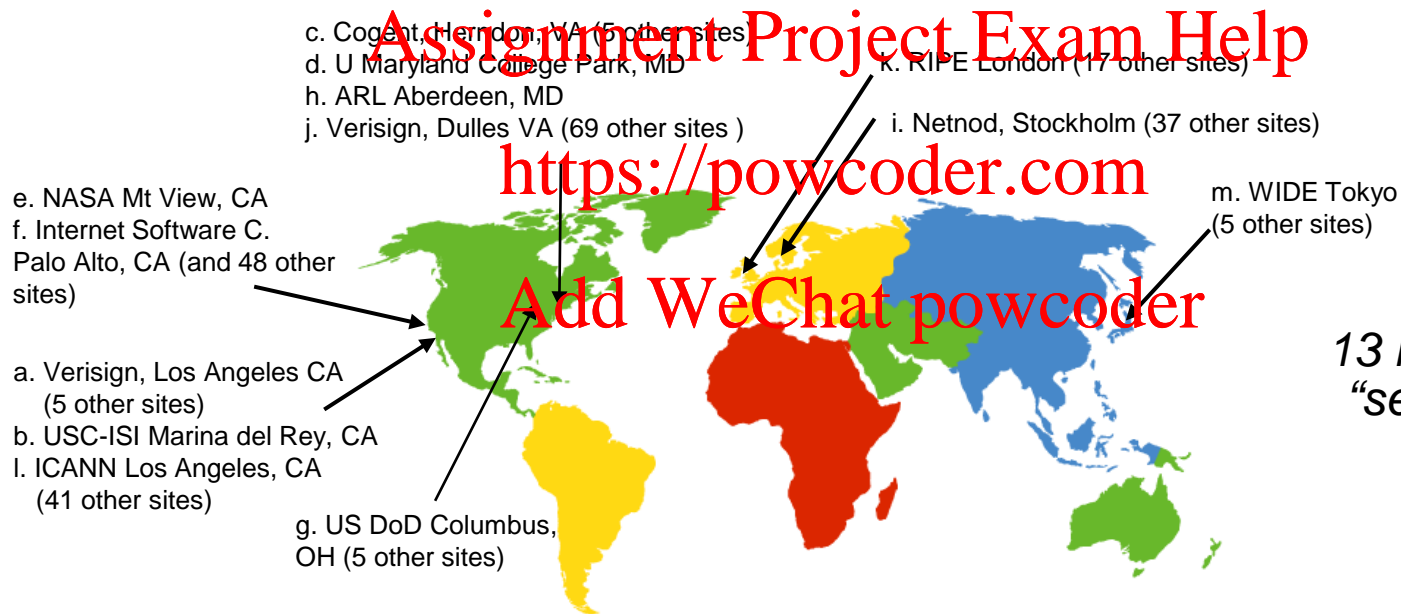 Assignment Project Exam Help
c. Cogent, Herndon, VA (5 other sites)
d. U Maryland College Park, MD
h. ARL Aberdeen, MD
j. Verisign, Dulles VA (69 other sites )
k. RIPE London (17 other sites)
i. Netnod, Stockholm (37 other sites)
https://powcoder.com
m. WIDE Tokyo
(5 other sites)
e. NASA Mt View, CA
f. Internet Software C.
Palo Alto, CA (and 48 other
sites)
Add WeChat powcoder
a. Verisign, Los Angeles CA
(5 other sites)
b. USC-ISI Marina del Rey, CA
l. ICANN Los Angeles, CA
(41 other sites)
g. US DoD Columbus,
OH (5 other sites)
13